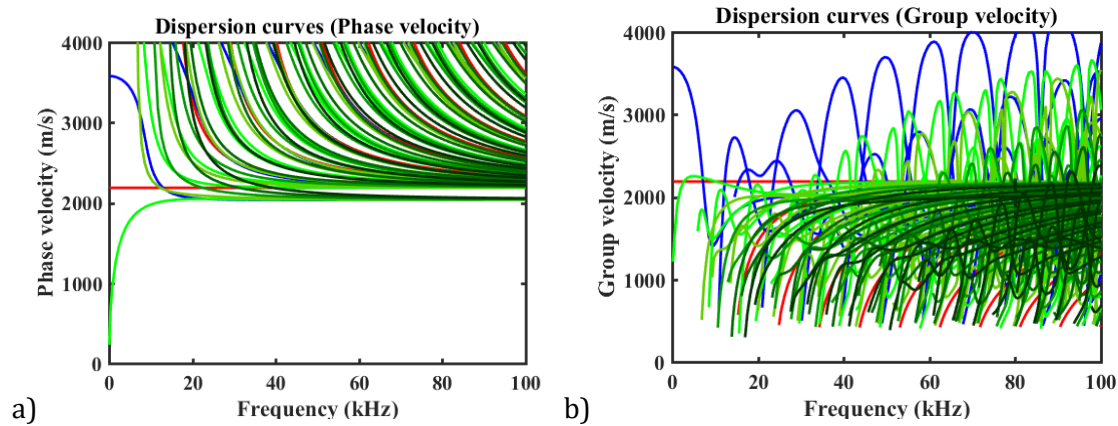 Dispersion curves (Phase velocity)
4000
3000
2000
1000
0
Phase velocity (m/s)
0 20 40 60 80 100
Frequency (kHz)
a)
Dispersion curves (Group velocity)
4000
3000
2000
1000
0
Group velocity (m/s)
0 20 40 60 80 100
Frequency (kHz)
b)